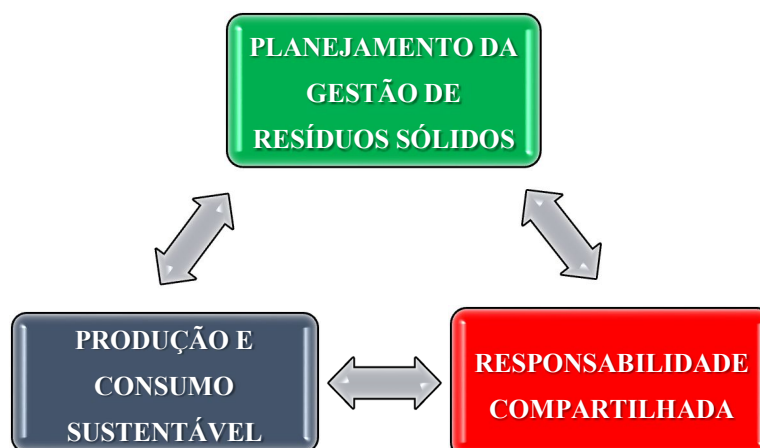 PLANEJAMENTO DA
GESTÃO DE
RESÍDUOS SÓLIDOS
PRODUÇÃO E
CONSUMO
SUSTENTÁVEL
RESPONSABILIDADE
COMPARTILHADA